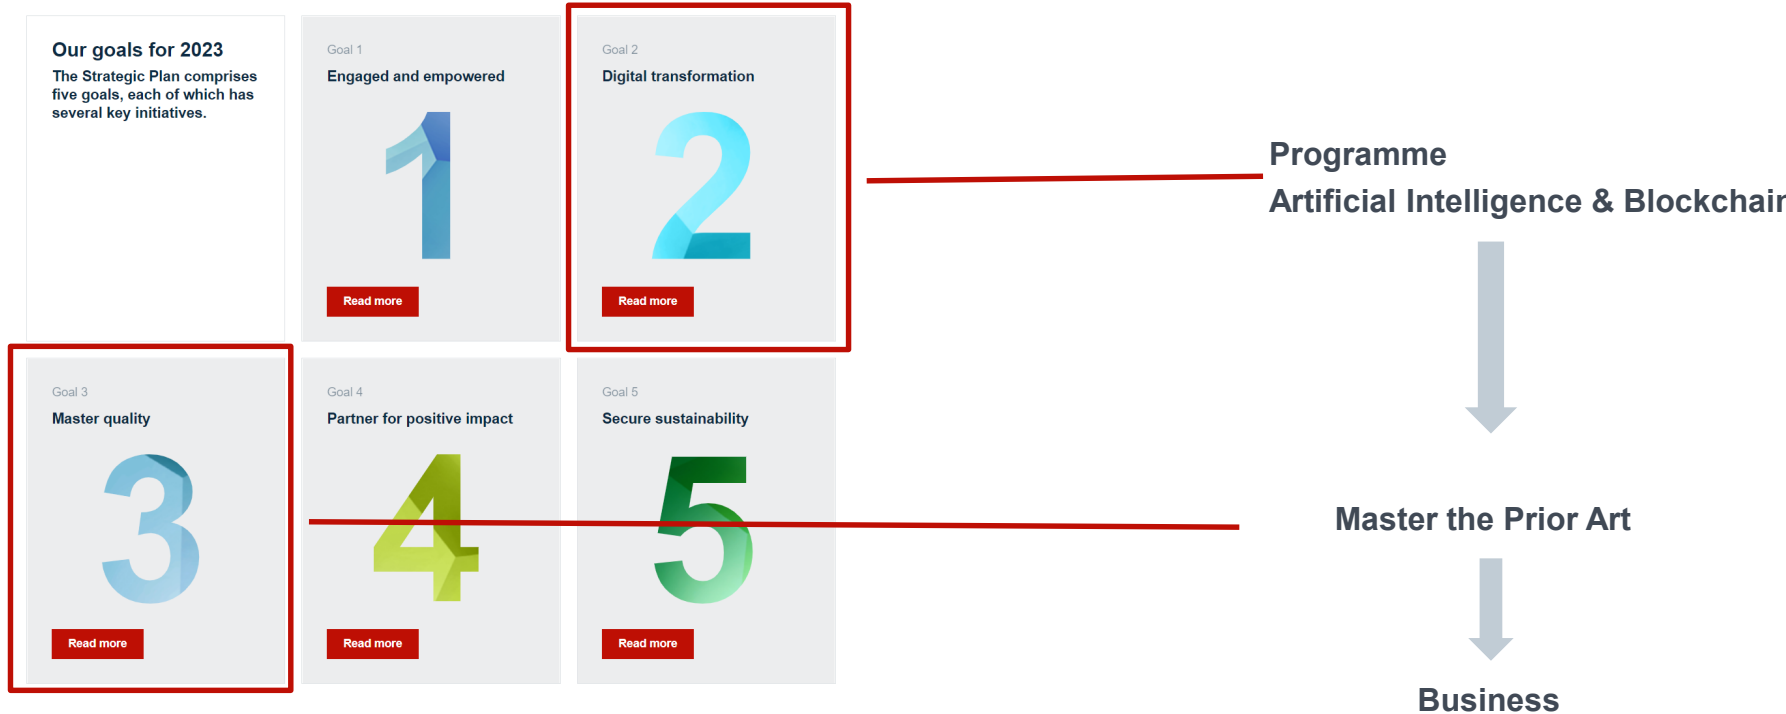 Our goals for 2023
The Strategic Plan comprises
five goals, each of which has
several key initiatives.
Goal 1
Engaged and empowered
1
Read more
Goal 2
Digital transformation
2
Read more
Goal 3
Master quality
3
Read more
Goal 4
Partner for positive impact
4
Read more
Goal 5
Secure sustainability
5
Read more
Programme
Artificial Intelligence & Blockchain
Master the Prior Art
Business